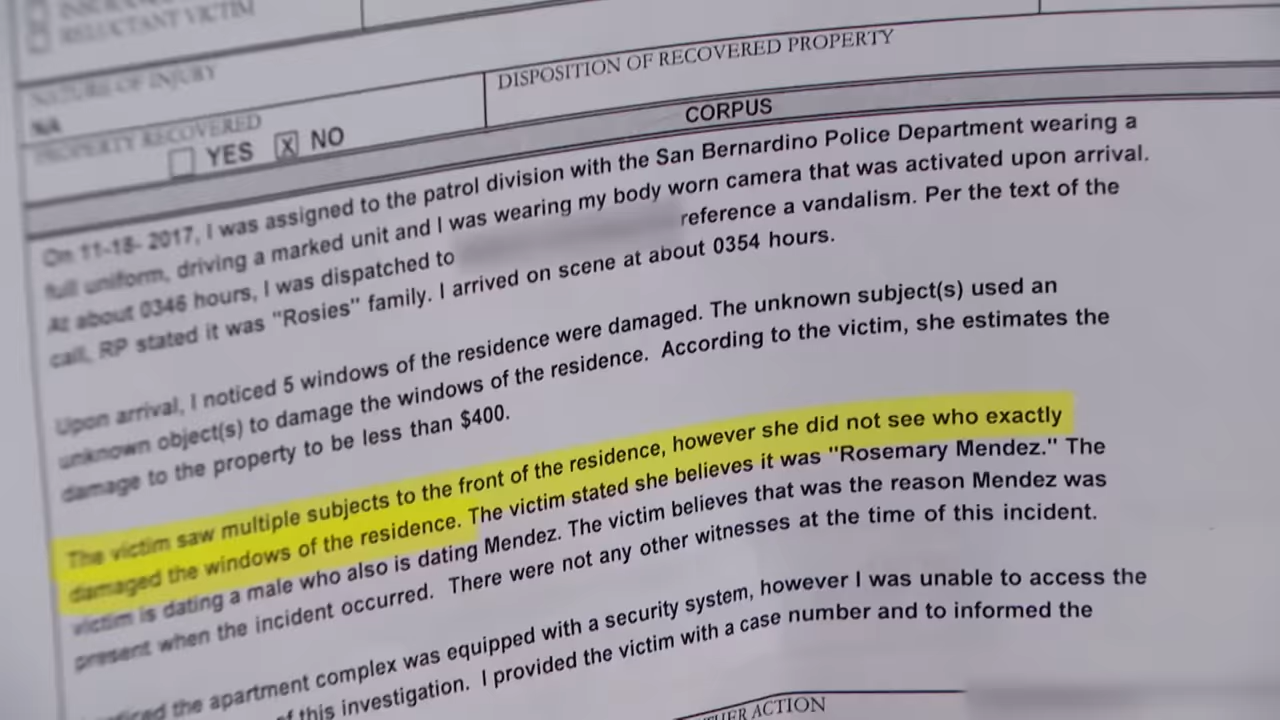 RELUCTANT VICTIM
NATURE OF INJURY
NA
DISPOSITION OF RECOVERED PROPERTY
PROPERTY RECOVERED
YES X NO
CORPUS
On 11-18- 2017, I was assigned to the patrol division with the San Bernardino Police Department wearing a
full uniform, driving a marked unit and I was wearing my body worn camera that was activated upon arrival.
At about 0346 hours, I was dispatched to reference a vandalism. Per the text of the
call, RP stated it was "Rosies" family. I arrived on scene at about 0354 hours.
Upon arrival, I noticed 5 windows of the residence were damaged. The unknown subject(s) used an
unknown object(s) to damage the windows of the residence. According to the victim, she estimates the
damage to the property to be less than $400.
The victim saw multiple subjects to the front of the residence, however she did not see who exactly
damaged the windows of the residence. The victim stated she believes it was "Rosemary Mendez." The
victim is dating a male who also is dating Mendez. The victim believes that was the reason Mendez was
present when the incident occurred. There were not any other witnesses at the time of this incident.
the apartment complex was equipped with a security system, however I was unable to access the
of this investigation. I provided the victim with a case number and to informed the
ACTION